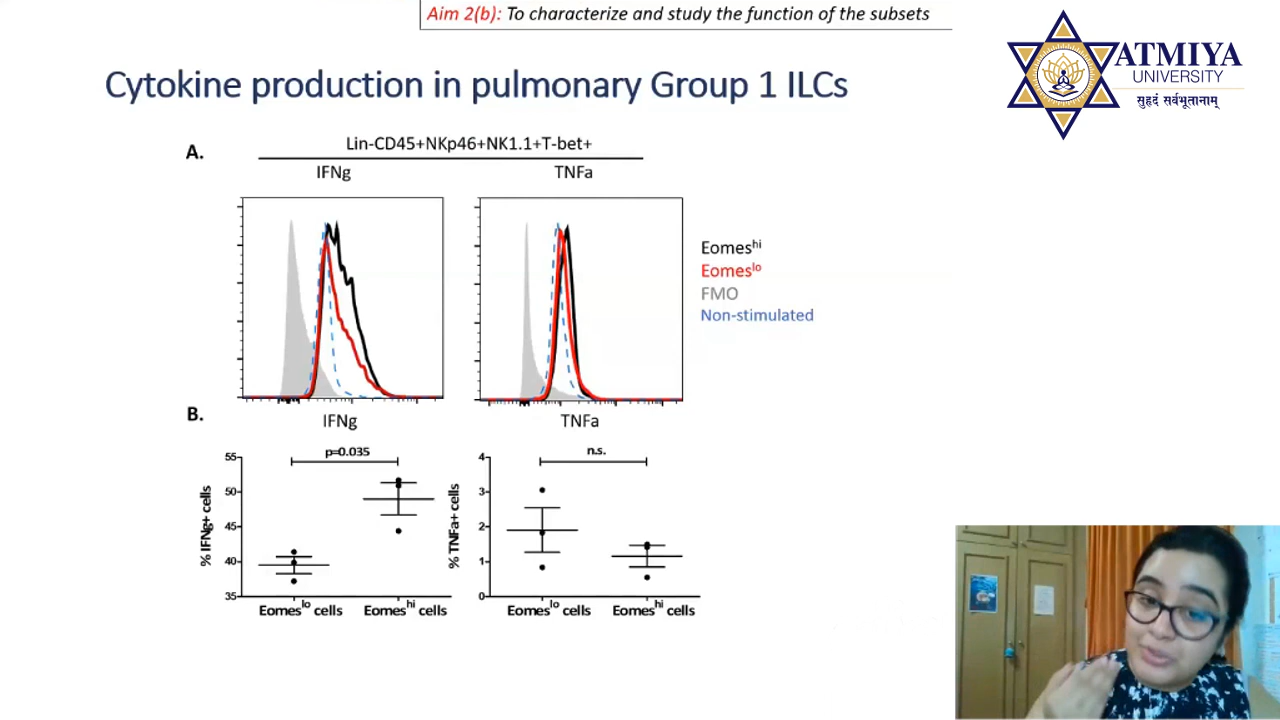 Aim 2(b): To characterize and study the function of the subsets
Cytokine production in pulmonary Group 1 ILCs
ATMIYA
UNIVERSITY
सुहृदं सर्वभूतानाम्
A.
Lin-CD45+NKp46+NK1.1+T-bet+
IFNg
TNFa
Eomeshi
Eomeslo
FMO
Non-stimulated
B.
IFNg
TNFa
% IFNg+ cells
55
50
45
40
35
p=0.035
Eomeslo cells
Eomeshi cells
% TNFa+ cells
4
3
2
1
0
n.s.
Eomeslo cells
Eomeshi cells